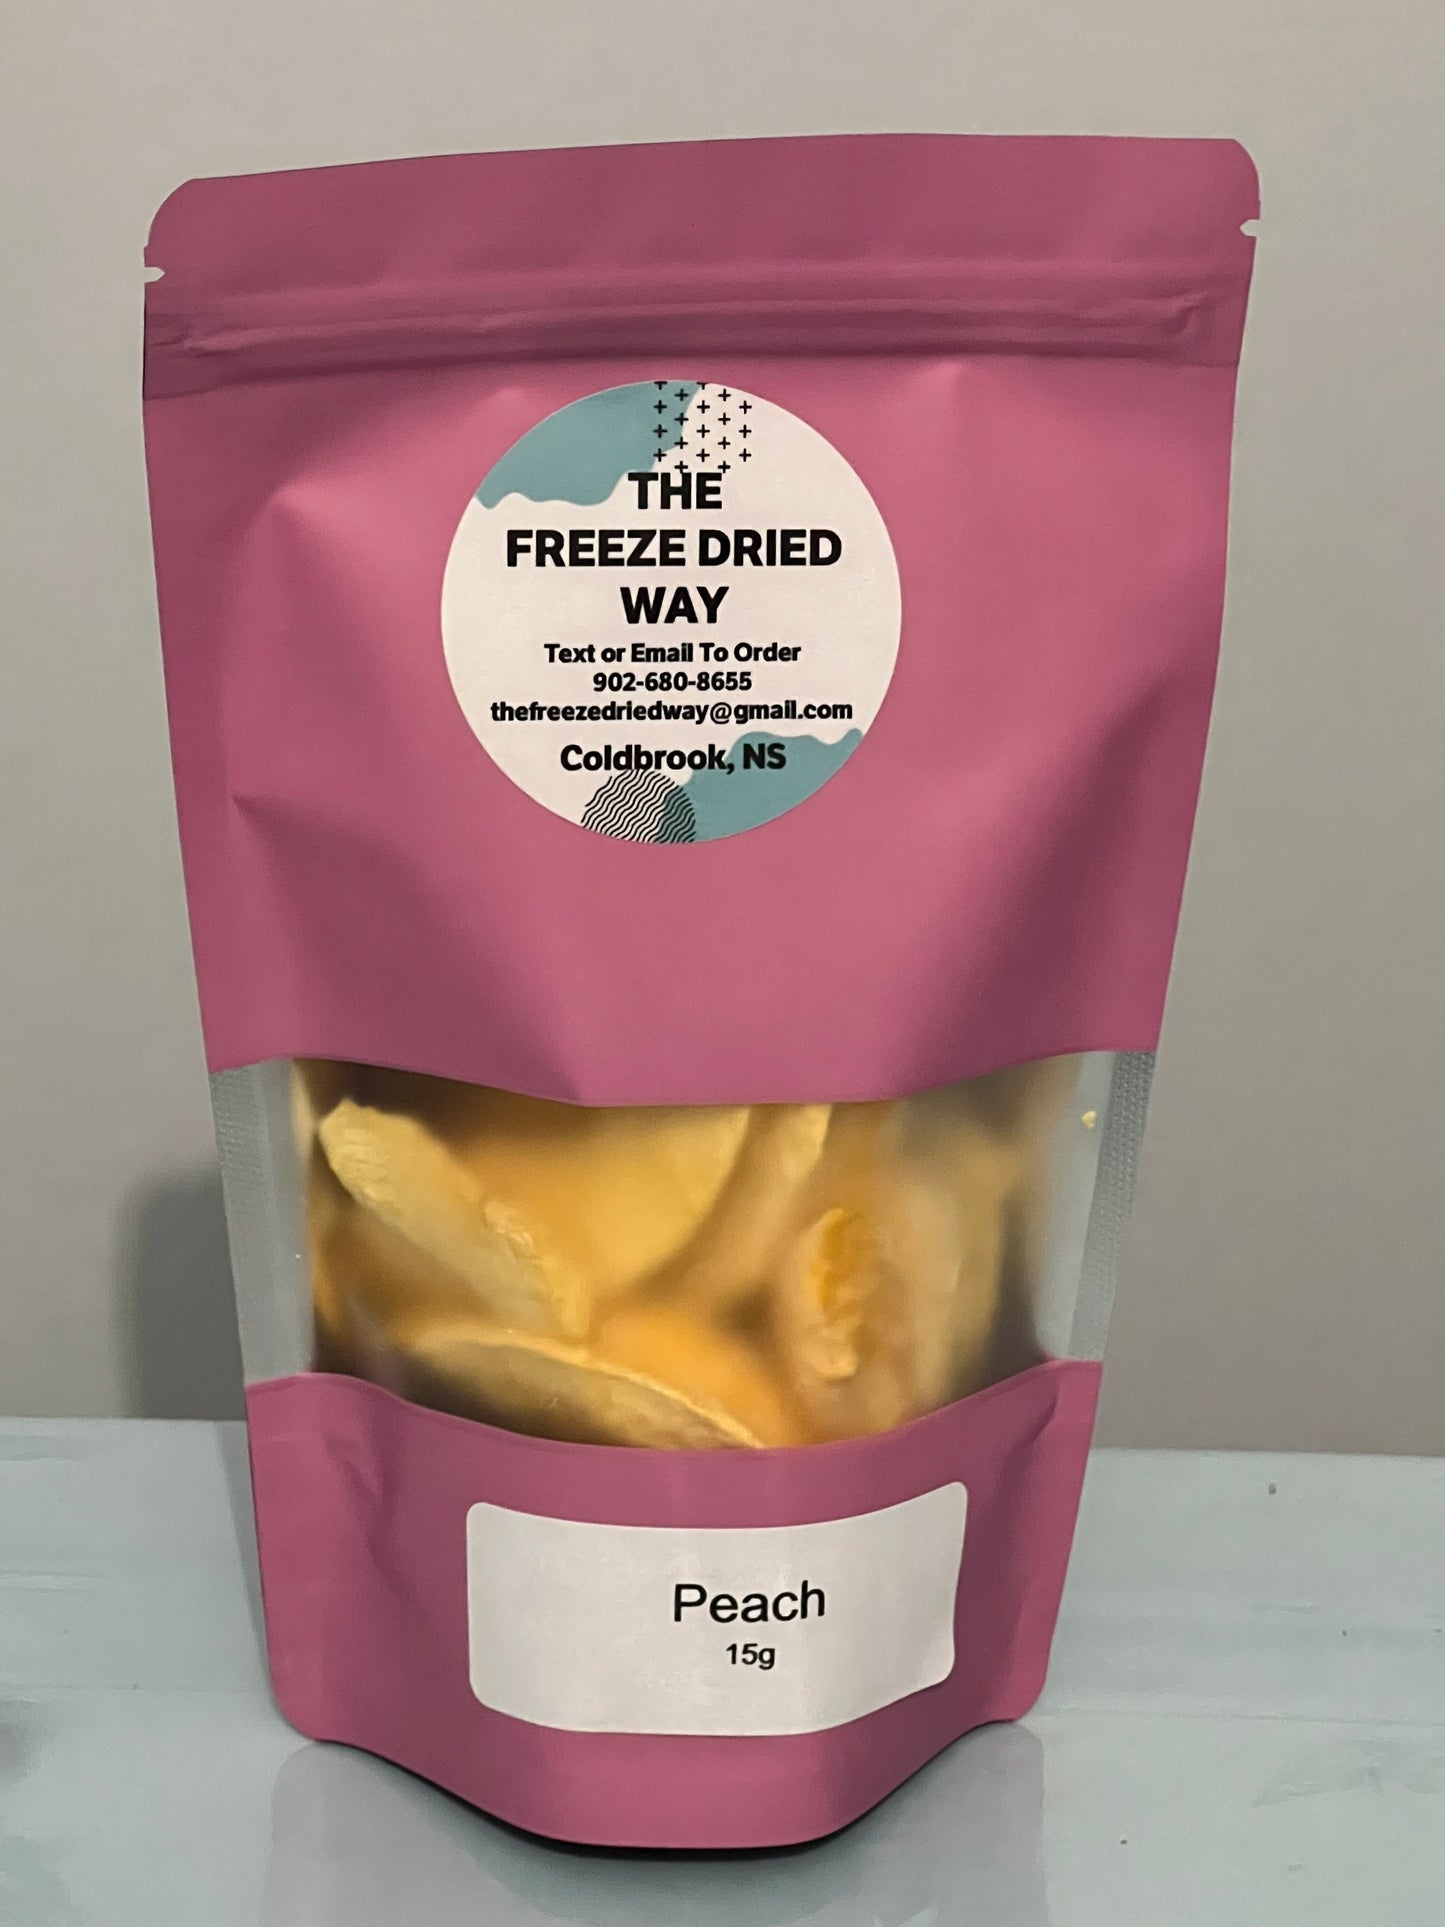 THE
FREEZE DRIED
WAY
Text or Email To Order
902-680-8655
thefreezedriedway@gmail.com
Coldbrook, NS
Peach
15g